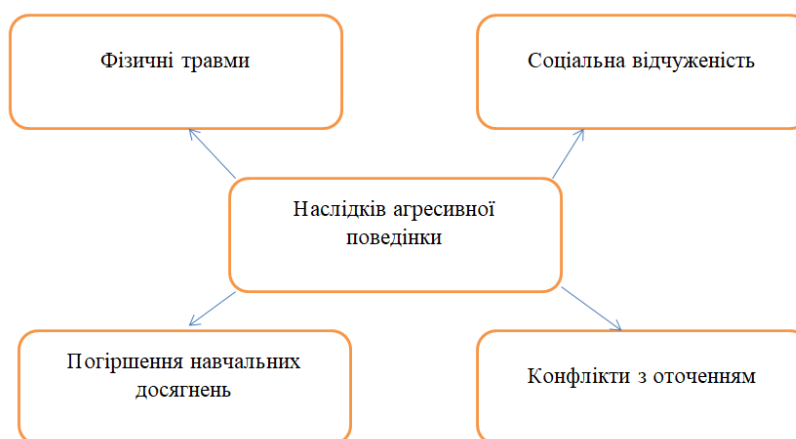 Фізичні травми
Соціальна відчуженість
Наслідків агресивної
поведінки
Погіршення навчальних
досягнень
Конфлікти з оточенням